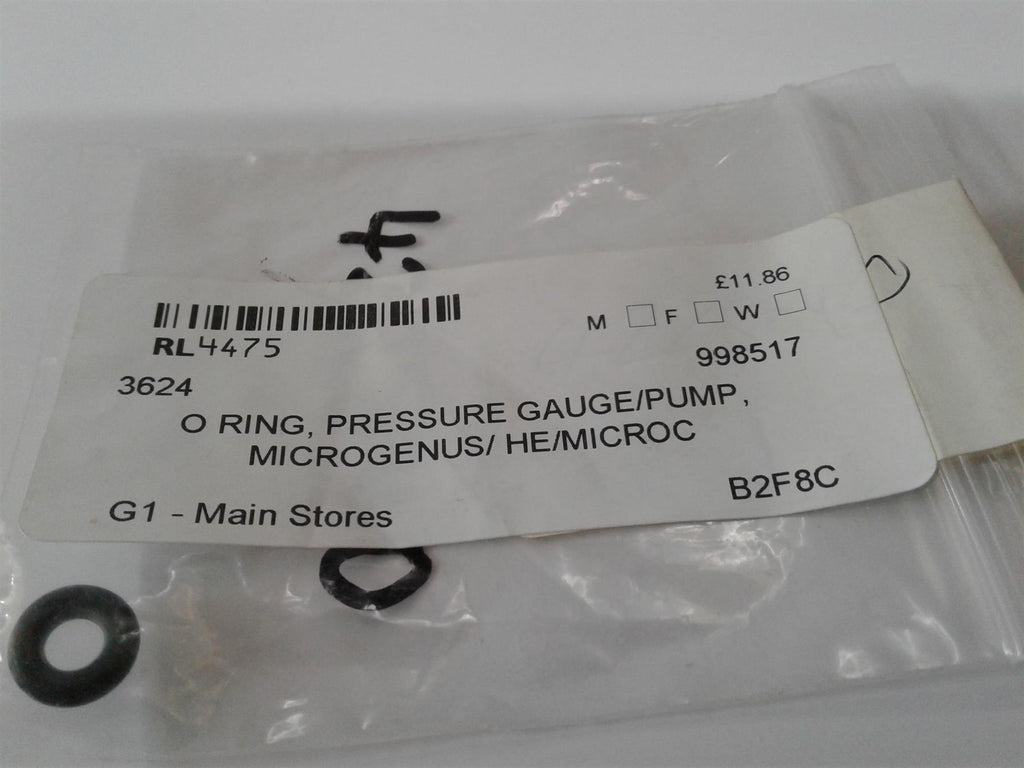 £11.86
M F W
RL4475
998517
3624
O RING, PRESSURE GAUGE/PUMP,
MICROGENUS/ HE/MICROC
B2F8C
G1 - Main Stores